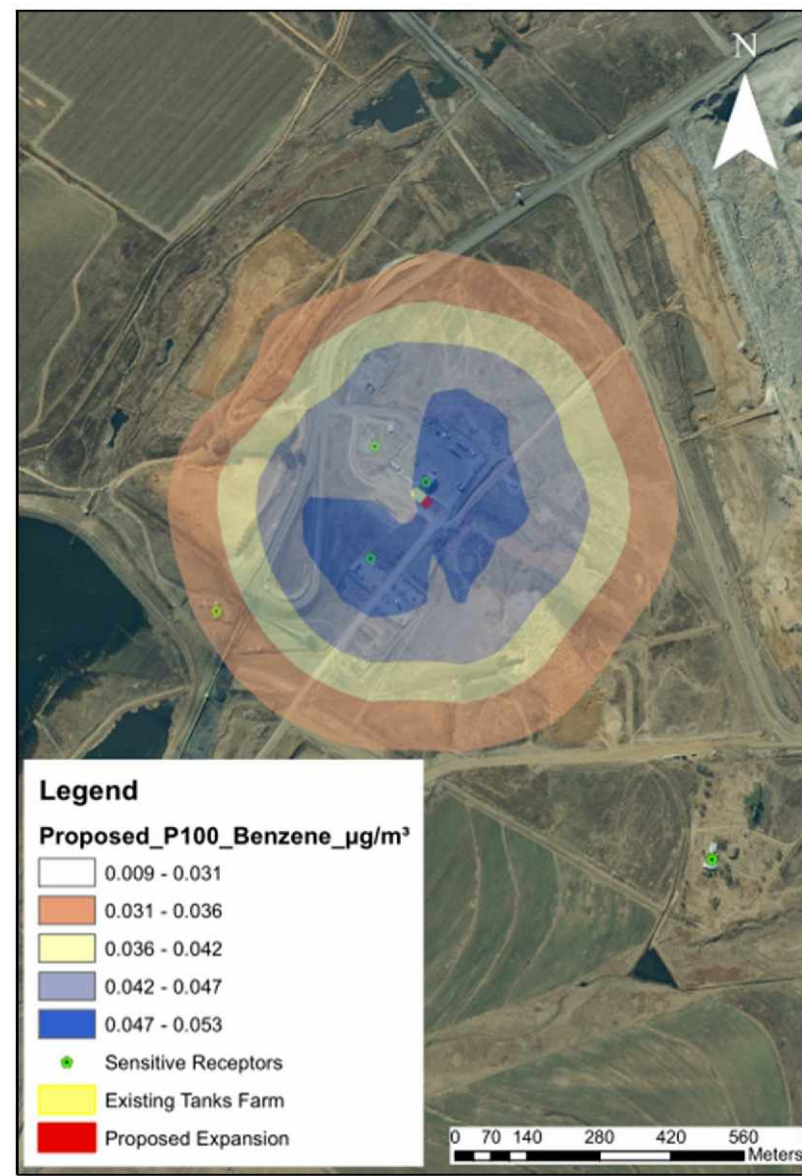 N
Legend
Proposed_P100_Benzene_µg/m³
0.009 - 0.031
0.031 - 0.036
0.036 - 0.042
0.042 - 0.047
0.047 - 0.053
Sensitive Receptors
Existing Tanks Farm
Proposed Expansion
0 70 140 280 420 560
Meters